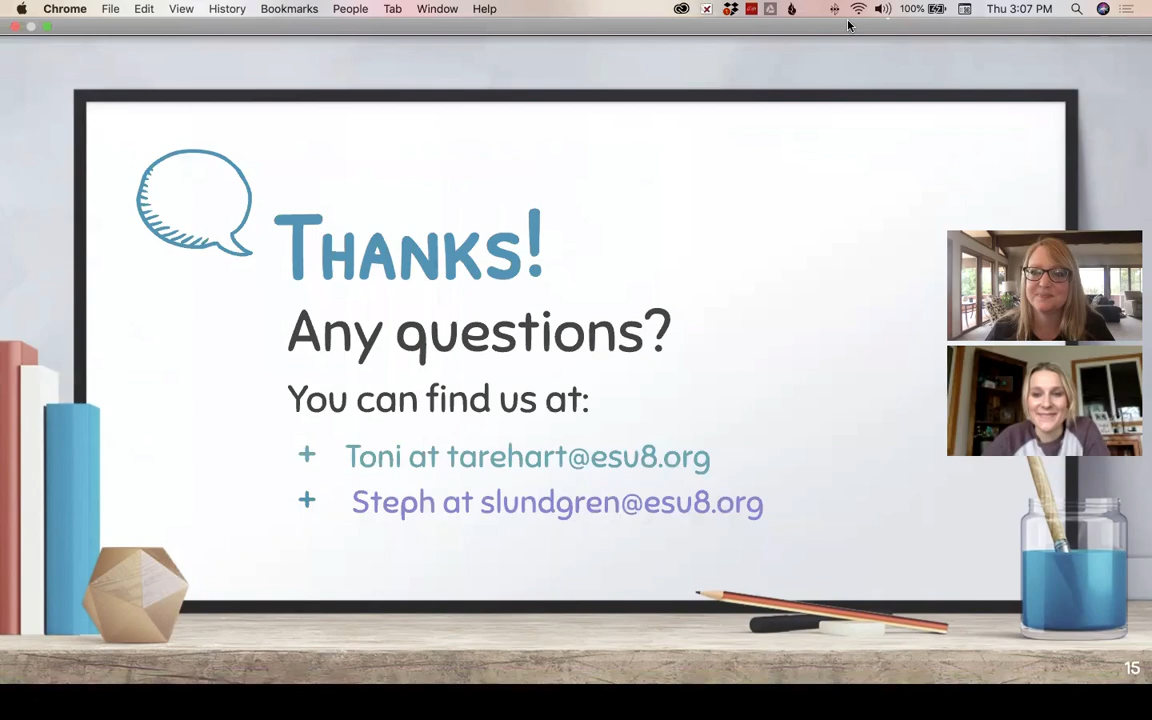 Chrome File Edit View History Bookmarks People Tab Window Help 100% Thu 3:07 PM
THANKS!
Any questions?
You can find us at:
+ Toni at tarehart@esu8.org
+ Steph at slundgren@esu8.org
15